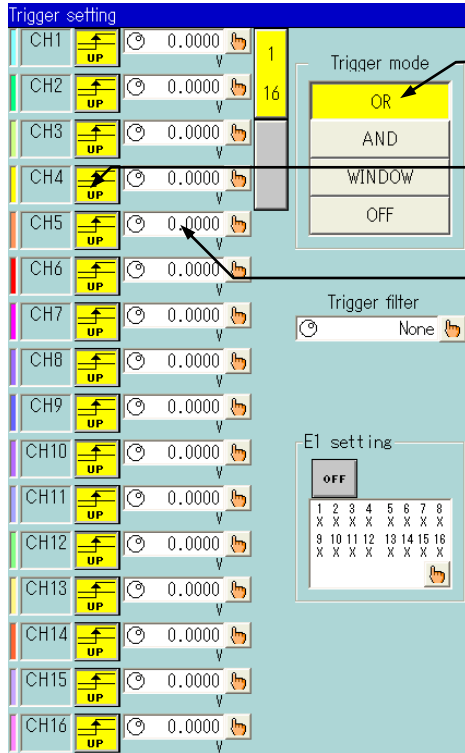 Trigger setting
CH1 UP 0.0000 V
CH2 UP 0.0000 V
CH3 UP 0.0000 V
CH4 UP 0.0000 V
CH5 UP 0.0000 V
CH6 UP 0.0000 V
CH7 UP 0.0000 V
CH8 UP 0.0000 V
CH9 UP 0.0000 V
CH10 UP 0.0000 V
CH11 UP 0.0000 V
CH12 UP 0.0000 V
CH13 UP 0.0000 V
CH14 UP 0.0000 V
CH15 UP 0.0000 V
CH16 UP 0.0000 V
1
16
Trigger mode
OR
AND
WINDOW
OFF
Trigger filter
None
E1 setting
OFF
1 2 3 4 5 6 7 8
X X X X X X X X
9 10 11 12 13 14 15 16
X X X X X X X X